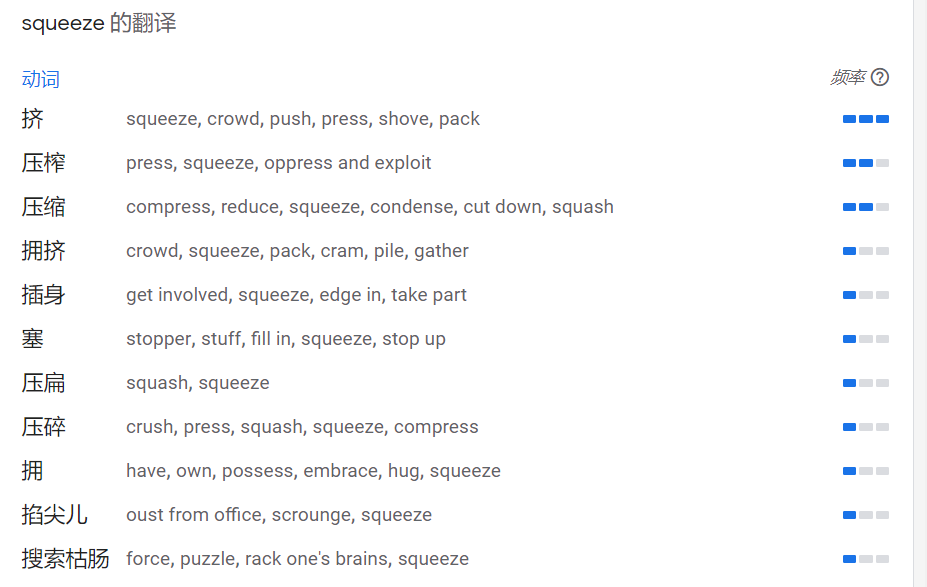 squeeze 的翻译
动词 频率
挤 squeeze, crowd, push, press, shove, pack
压榨 press, squeeze, oppress and exploit
压缩 compress, reduce, squeeze, condense, cut down, squash
拥挤 crowd, squeeze, pack, cram, pile, gather
插身 get involved, squeeze, edge in, take part
塞 stopper, stuff, fill in, squeeze, stop up
压扁 squash, squeeze
压碎 crush, press, squash, squeeze, compress
拥 have, own, possess, embrace, hug, squeeze
掐尖儿 oust from office, scrounge, squeeze
搜索枯肠 force, puzzle, rack one's brains, squeeze